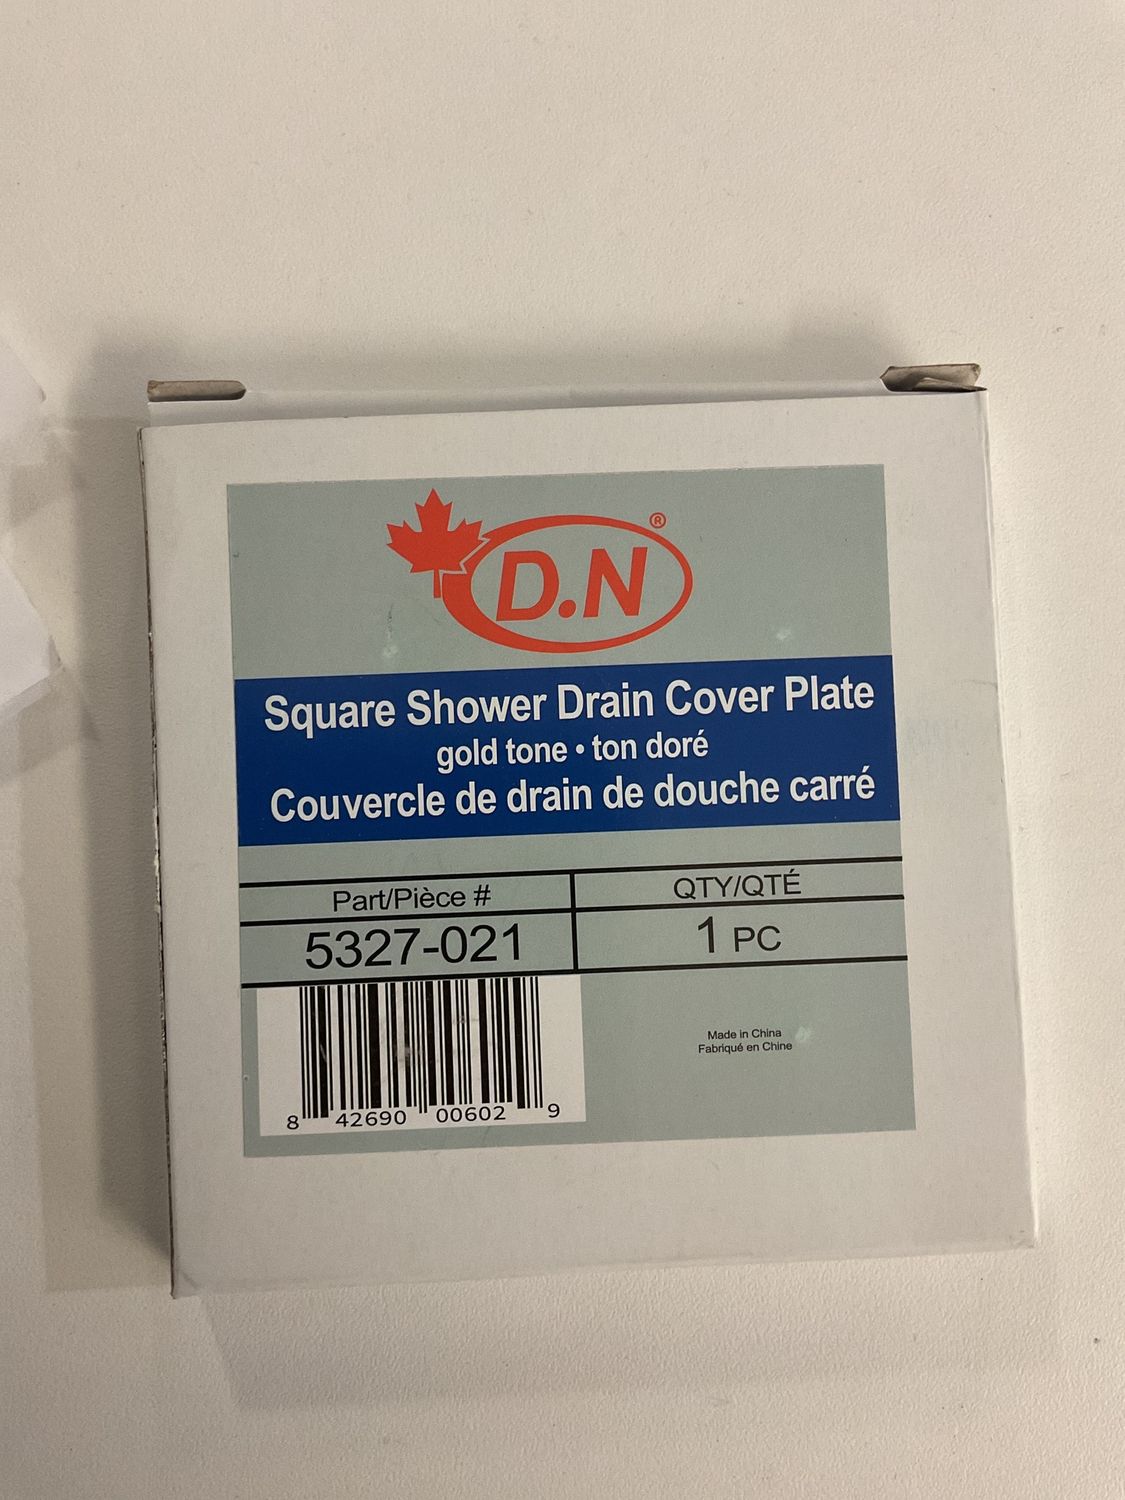 D.N ®
Square Shower Drain Cover Plate
gold tone • ton doré
Couvercle de drain de douche carré
Part/Pièce # QTY/QTÉ
5327-021 1 PC
Made in China
Fabriqué en Chine
8 42690 00602 9